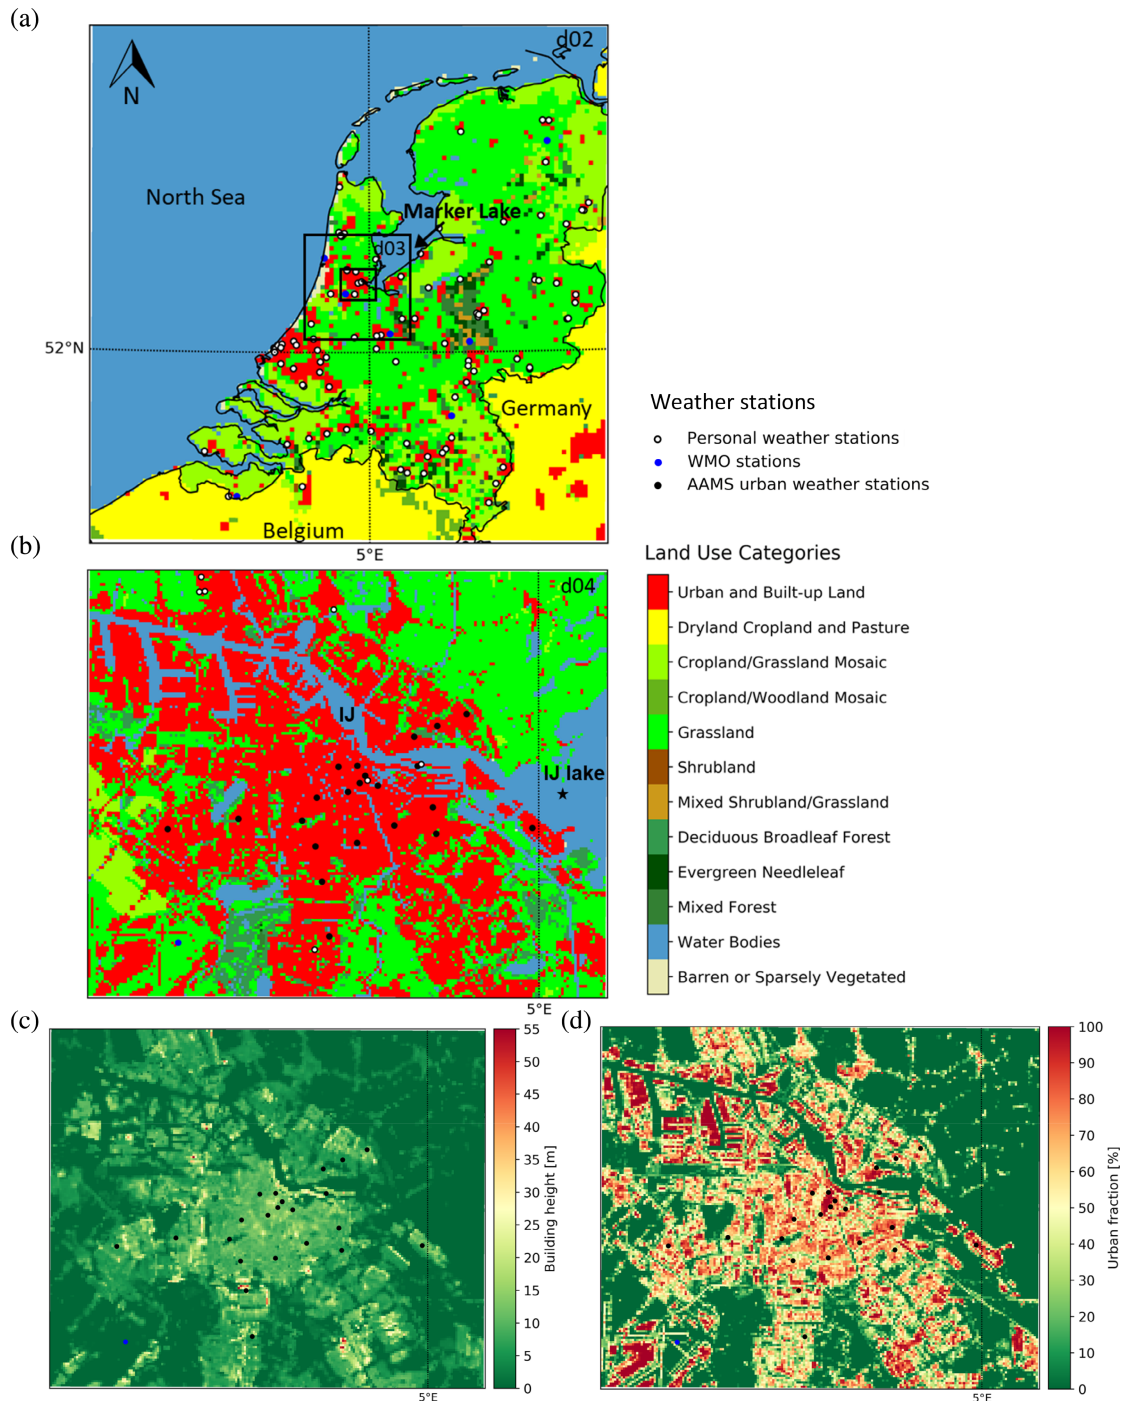 (a)
d02
N
North Sea
Marker Lake
d03
52°N
Germany
Belgium
5°E
Weather stations
Personal weather stations
WMO stations
AAMS urban weather stations
(b)
d04
IJ
IJ lake
5°E
Land Use Categories
Urban and Built-up Land
Dryland Cropland and Pasture
Cropland/Grassland Mosaic
Cropland/Woodland Mosaic
Grassland
Shrubland
Mixed Shrubland/Grassland
Deciduous Broadleaf Forest
Evergreen Needleleaf
Mixed Forest
Water Bodies
Barren or Sparsely Vegetated
(c)
55
50
45
40
35
30
25
20
15
10
5
0
Building height [m]
5°E
(d)
100
90
80
70
60
50
40
30
20
10
0
Urban fraction [%]
5°E